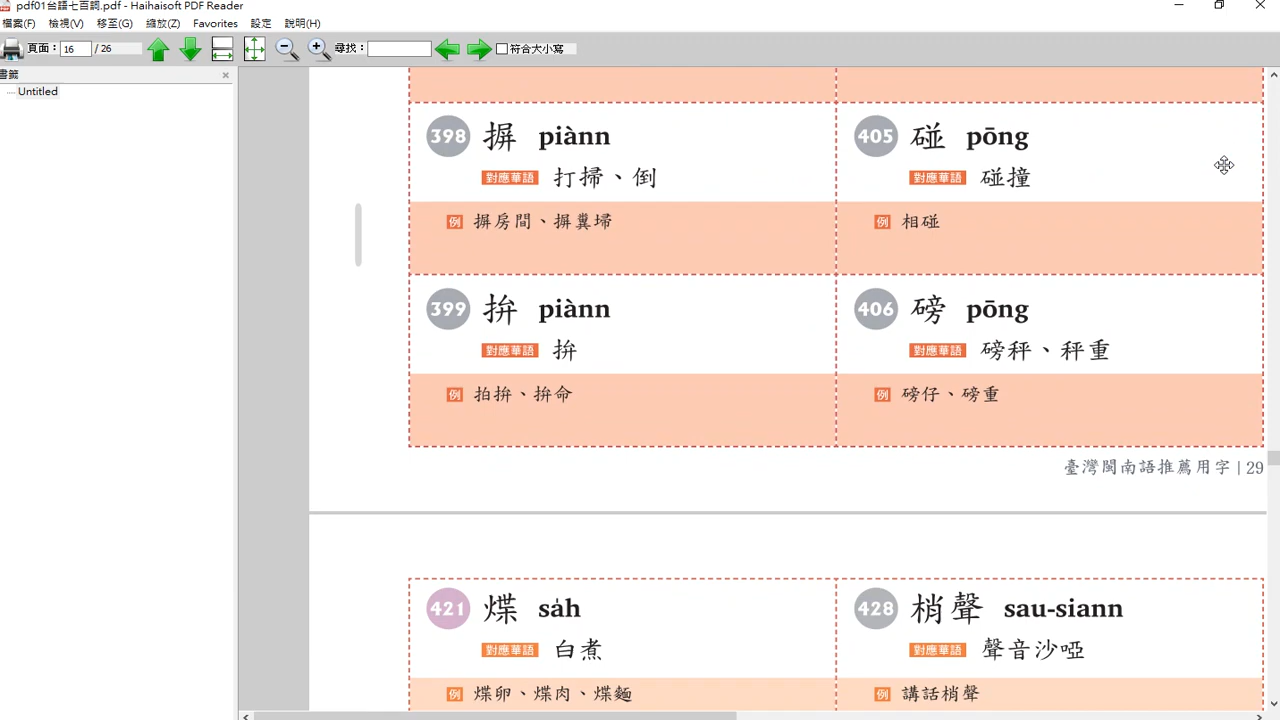 pdf01台語七百詞.pdf - Haihaisoft PDF Reader
檔案(F) 檢視(V) 移至(G) 縮放(Z) Favorites 設定 說明(H)
頁面： 16 / 26 尋找： 符合大小寫
書籤
Untitled
398 摒 piànn
對應華語 打掃、倒
例 摒房間、摒糞埽
399 拚 piànn
對應華語 拚
例 拍拚、拚命
405 碰 pōng
對應華語 碰撞
例 相碰
406 磅 pōng
對應華語 磅秤、秤重
例 磅仔、磅重
臺灣閩南語推薦用字 | 29
421 煠 sa̍h
對應華語 白煮
例 煠卵、煠肉、煠麵
428 梢聲 sau-siann
對應華語 聲音沙啞
例 講話梢聲